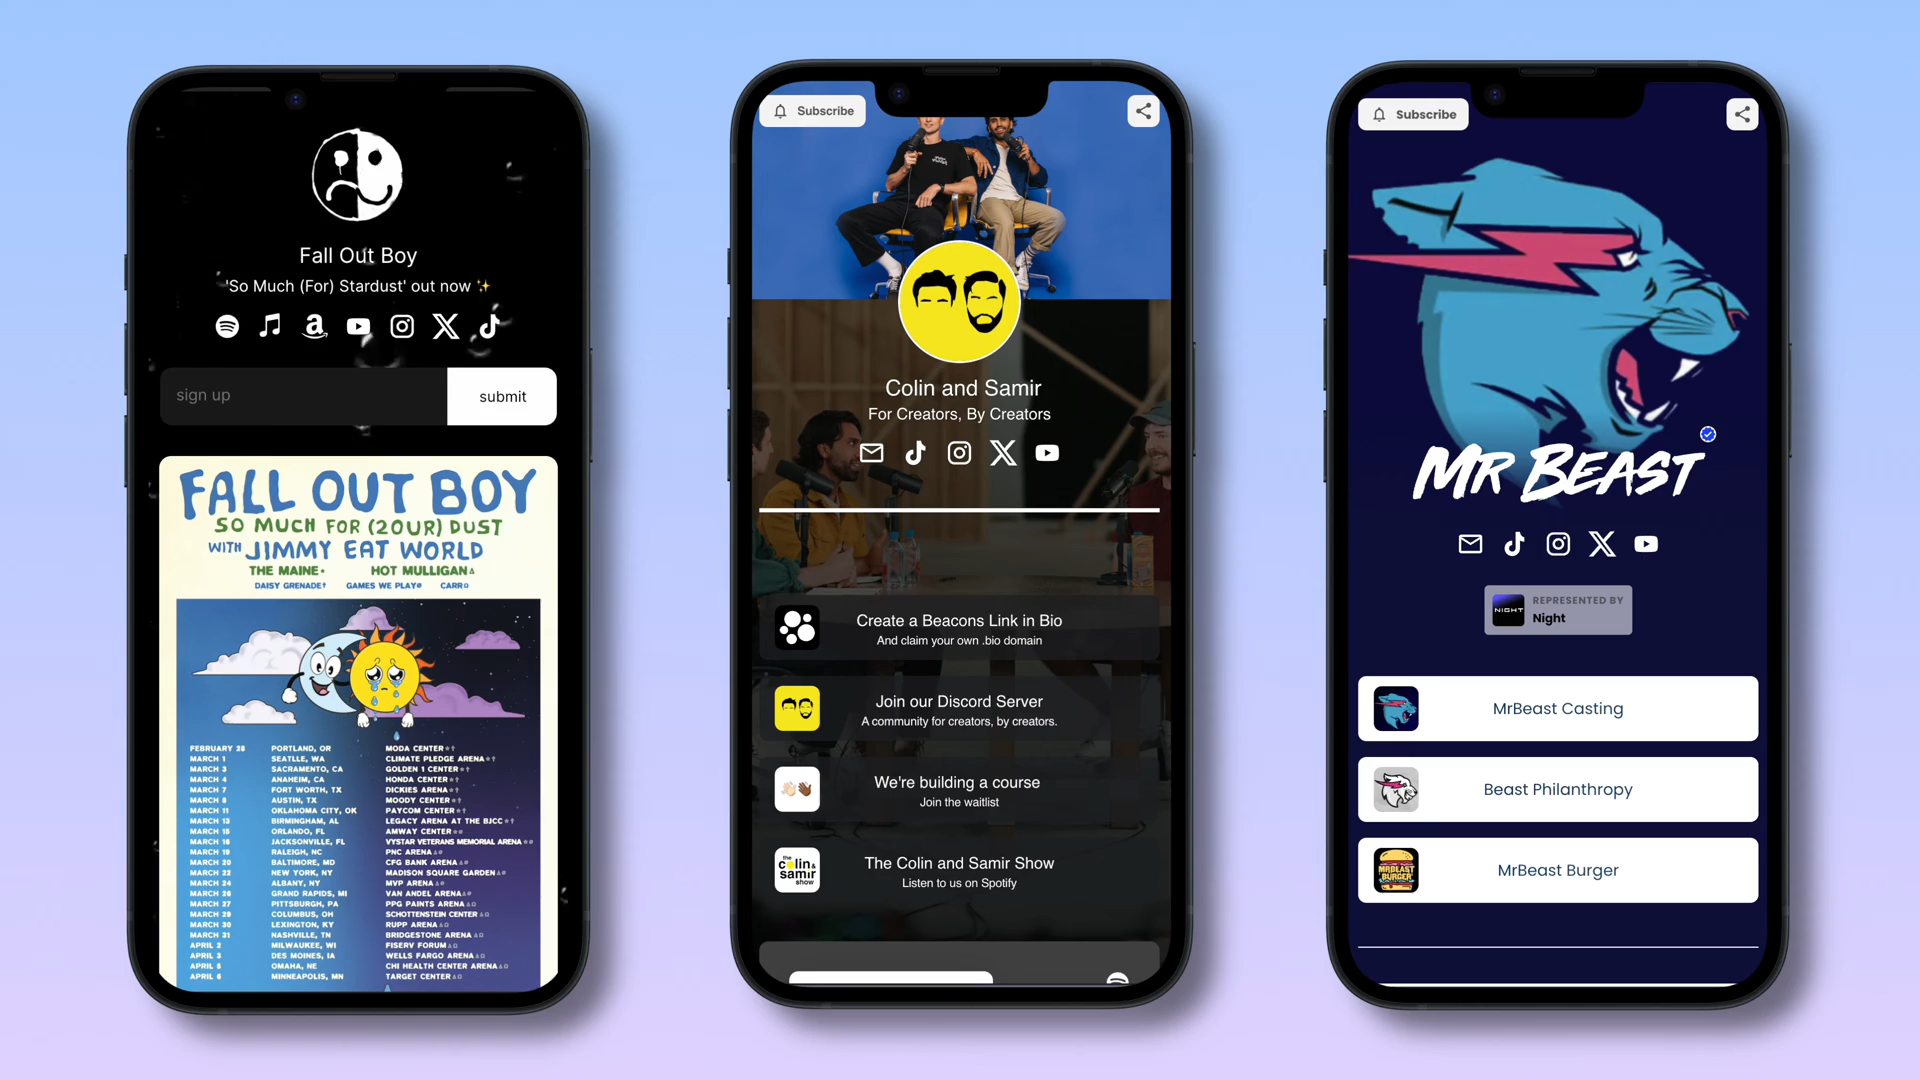 Fall Out Boy
'So Much (For) Stardust' out now ✨
sign up
submit
FALL OUT BOY
SO MUCH FOR (2OUR) DUST
WITH JIMMY EAT WORLD
THE MAINE HOT MULLIGAN
DAISY GRENADE GAMES WE PLAY CARR
FEBRUARY 28 PORTLAND, OR MODA CENTER
MARCH 1 SEATLLE, WA CLIMATE PLEDGE ARENA
MARCH 3 SACRAMENTO, CA GOLDEN 1 CENTER
MARCH 4 ANAHEIM, CA HONDA CENTER
MARCH 7 FORT WORTH, TX DICKIES ARENA
MARCH 8 AUSTIN, TX MOODY CENTER
MARCH 11 OKLAHOMA CITY, OK PAYCOM CENTER
MARCH 13 BIRMINGHAM, AL LEGACY ARENA AT THE BJCC
MARCH 15 ORLANDO, FL AMWAY CENTER
MARCH 16 JACKSONVILLE, FL VYSTAR VETERANS MEMORIAL ARENA
MARCH 19 RALEIGH, NC PNC ARENA
MARCH 20 BALTIMORE, MD CFG BANK ARENA
MARCH 22 NEW YORK, NY MADISON SQUARE GARDEN
MARCH 24 ALBANY, NY MVP ARENA
MARCH 26 GRAND RAPIDS, MI VAN ANDEL ARENA
MARCH 27 PITTSBURGH, PA PPG PAINTS ARENA
MARCH 29 COLUMBUS, OH SCHOTTENSTEIN CENTER
MARCH 30 LEXINGTON, KY RUPP ARENA
MARCH 31 NASHVILLE, TN BRIDGESTONE ARENA
APRIL 2 MILWAUKEE, WI FISERV FORUM
APRIL 3 DES MOINES, IA WELLS FARGO ARENA
APRIL 5 OMAHA, NE CHI HEALTH CENTER ARENA
APRIL 6 MINNEAPOLIS, MN TARGET CENTER
Subscribe
Colin and Samir
For Creators, By Creators
Create a Beacons Link in Bio
And claim your own .bio domain
Join our Discord Server
A community for creators, by creators.
We're building a course
Join the waitlist
the
colin &
samir
show
The Colin and Samir Show
Listen to us on Spotify
Subscribe
MR BEAST
NIGHT
REPRESENTED BY
Night
MrBeast Casting
Beast Philanthropy
MRBEAST
BURGER
MrBeast Burger